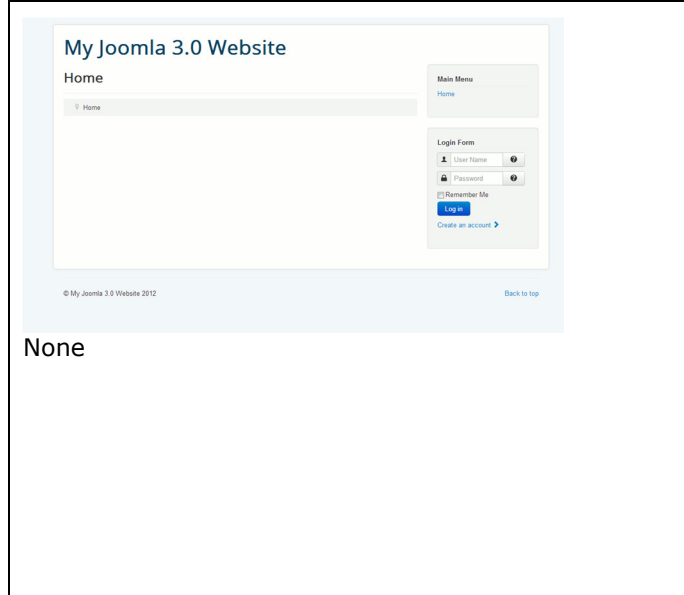 My Joomla 3.0 Website
Home
Home
Main Menu
Home
Login Form
User Name
Password
Remember Me
Log in
Create an account
© My Joomla 3.0 Website 2012
Back to top
None